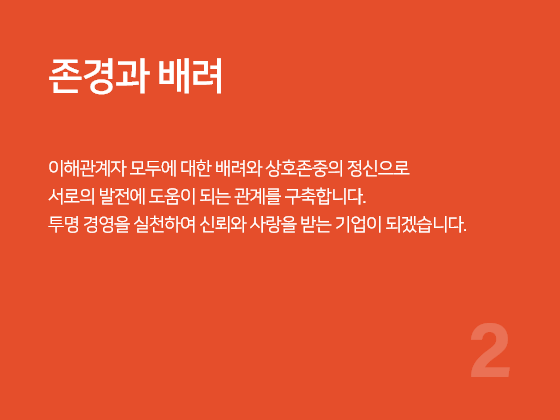 존경과 배려
이해관계자 모두에 대한 배려와 상호존중의 정신으로
서로의 발전에 도움이 되는 관계를 구축합니다.
투명 경영을 실천하여 신뢰와 사랑을 받는 기업이 되겠습니다.
2